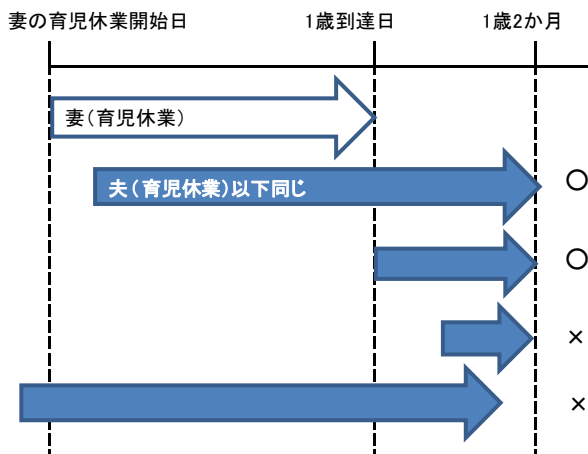 妻の育児休業開始日 1歳到達日 1歳2か月
妻（育児休業）
夫（育児休業）以下同じ
〇
〇
×
×